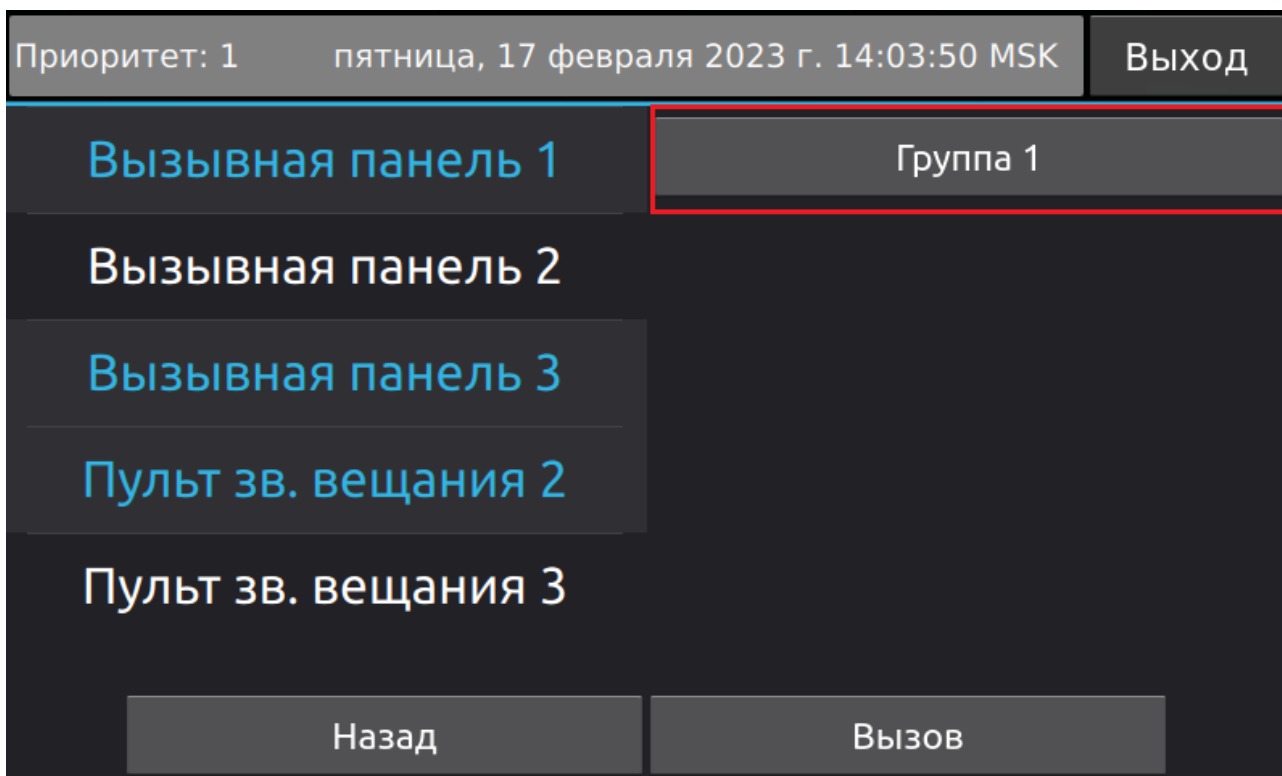 Приоритет: 1 пятница, 17 февраля 2023 г. 14:03:50 MSK Выход
Вызывная панель 1 Группа 1
Вызывная панель 2
Вызывная панель 3
Пульт зв. вещания 2
Пульт зв. вещания 3
Назад Вызов